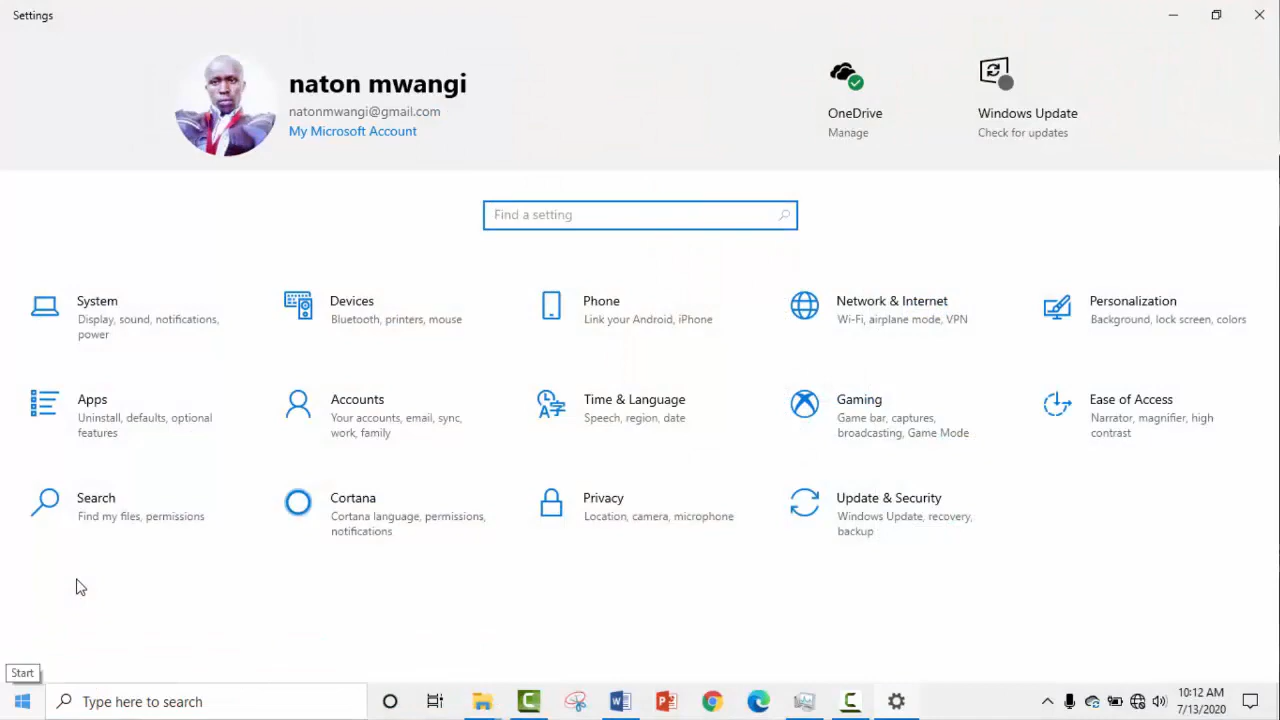 Settings
naton mwangi
natonmwangi@gmail.com
My Microsoft Account
OneDrive
Manage
Windows Update
Check for updates
Find a setting
System
Display, sound, notifications,
power
Devices
Bluetooth, printers, mouse
Phone
Link your Android, iPhone
Network & Internet
Wi-Fi, airplane mode, VPN
Personalization
Background, lock screen, colors
Apps
Uninstall, defaults, optional
features
Accounts
Your accounts, email, sync,
work, family
Time & Language
Speech, region, date
Gaming
Game bar, captures,
broadcasting, Game Mode
Ease of Access
Narrator, magnifier, high
contrast
Search
Find my files, permissions
Cortana
Cortana language, permissions,
notifications
Privacy
Location, camera, microphone
Update & Security
Windows Update, recovery,
backup
Start
Type here to search
10:12 AM
7/13/2020